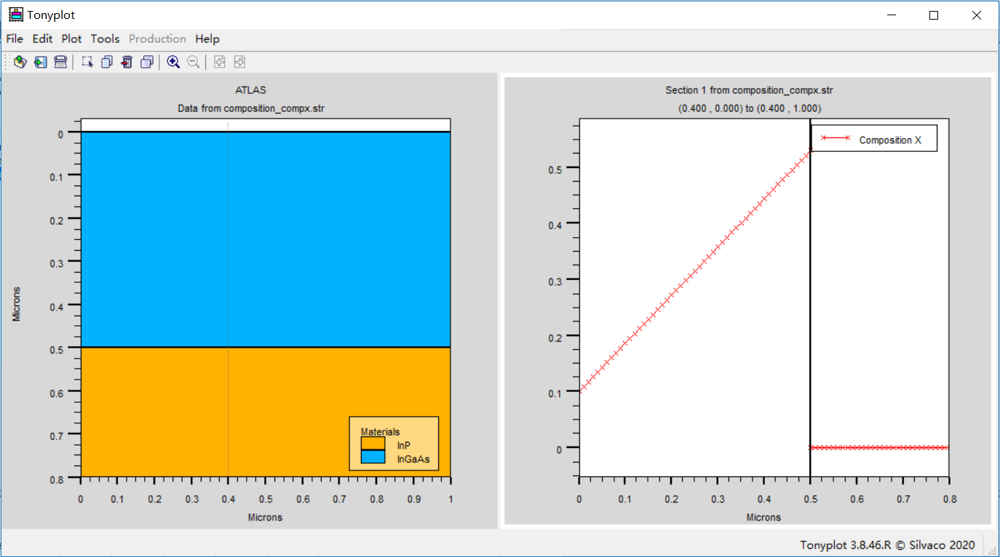 Tonyplot
File Edit Plot Tools Production Help
ATLAS
Data from composition_compx.str
1
0
0.1
0.2
0.3
0.4
0.5
0.6
0.7
0.8
Microns
Materials
InP
InGaAs
0 0.1 0.2 0.3 0.4 0.5 0.6 0.7 0.8 0.9 1
Microns
Section 1 from composition_compx.str
(0.400 , 0.000) to (0.400 , 1.000)
Composition X
0.5
0.4
0.3
0.2
0.1
0
0 0.1 0.2 0.3 0.4 0.5 0.6 0.7 0.8
Microns
Tonyplot 3.8.46.R © Silvaco 2020